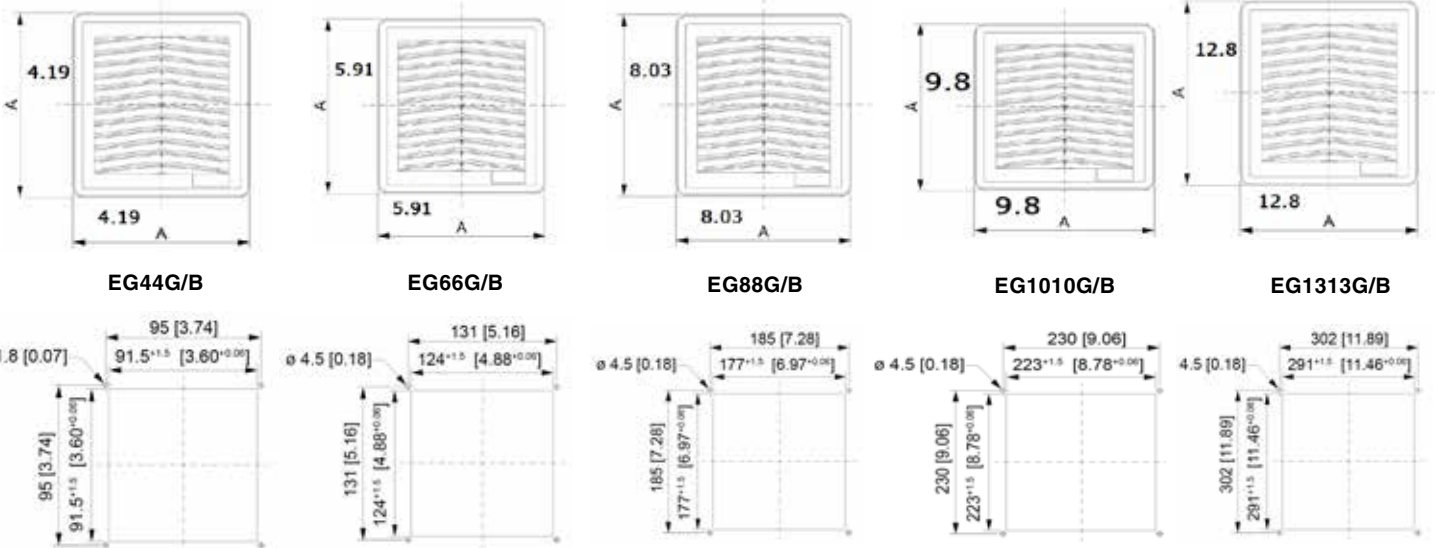 A 4.19
4.19
A
A 5.91
5.91
A
A 8.03
8.03
A
A 9.8
9.8
A
A 12.8
12.8
A
EG44G/B EG66G/B EG88G/B EG1010G/B EG1313G/B
95 [3.74]
1.8 [0.07] 91.5+1.5 [3.60+0.06]
95 [3.74]
91.5+1.5 [3.60+0.06]
131 [5.16]
ø 4.5 [0.18] 124+1.5 [4.88+0.06]
131 [5.16]
124+1.5 [4.88+0.06]
185 [7.28]
ø 4.5 [0.18] 177+1.5 [6.97+0.06]
185 [7.28]
177+1.5 [6.97+0.06]
230 [9.06]
ø 4.5 [0.18] 223+1.5 [8.78+0.06]
230 [9.06]
223+1.5 [8.78+0.06]
302 [11.89]
4.5 [0.18] 291+1.5 [11.46+0.06]
302 [11.89]
291+1.5 [11.46+0.06]